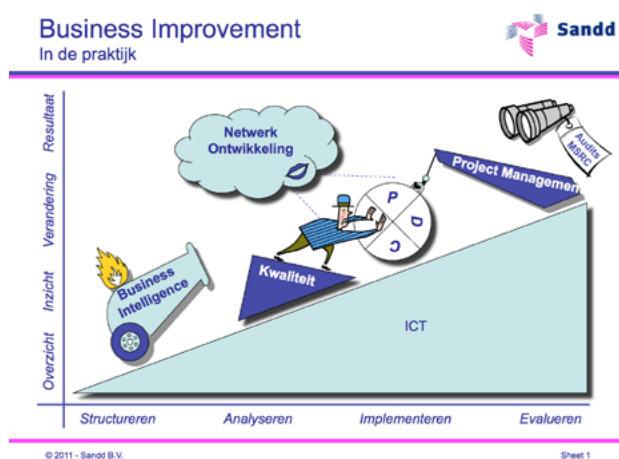 Business Improvement
In de praktijk
Sandd
Resultaat
Verandering
Inzicht
Overzicht
Netwerk
Ontwikkeling
Audits
MSRC
Project Managemen
P
D
C
Business
Intelligence
Kwaliteit
ICT
Structureren
Analyseren
Implementeren
Evalueren
© 2011 - Sandd B.V.
Sheet 1